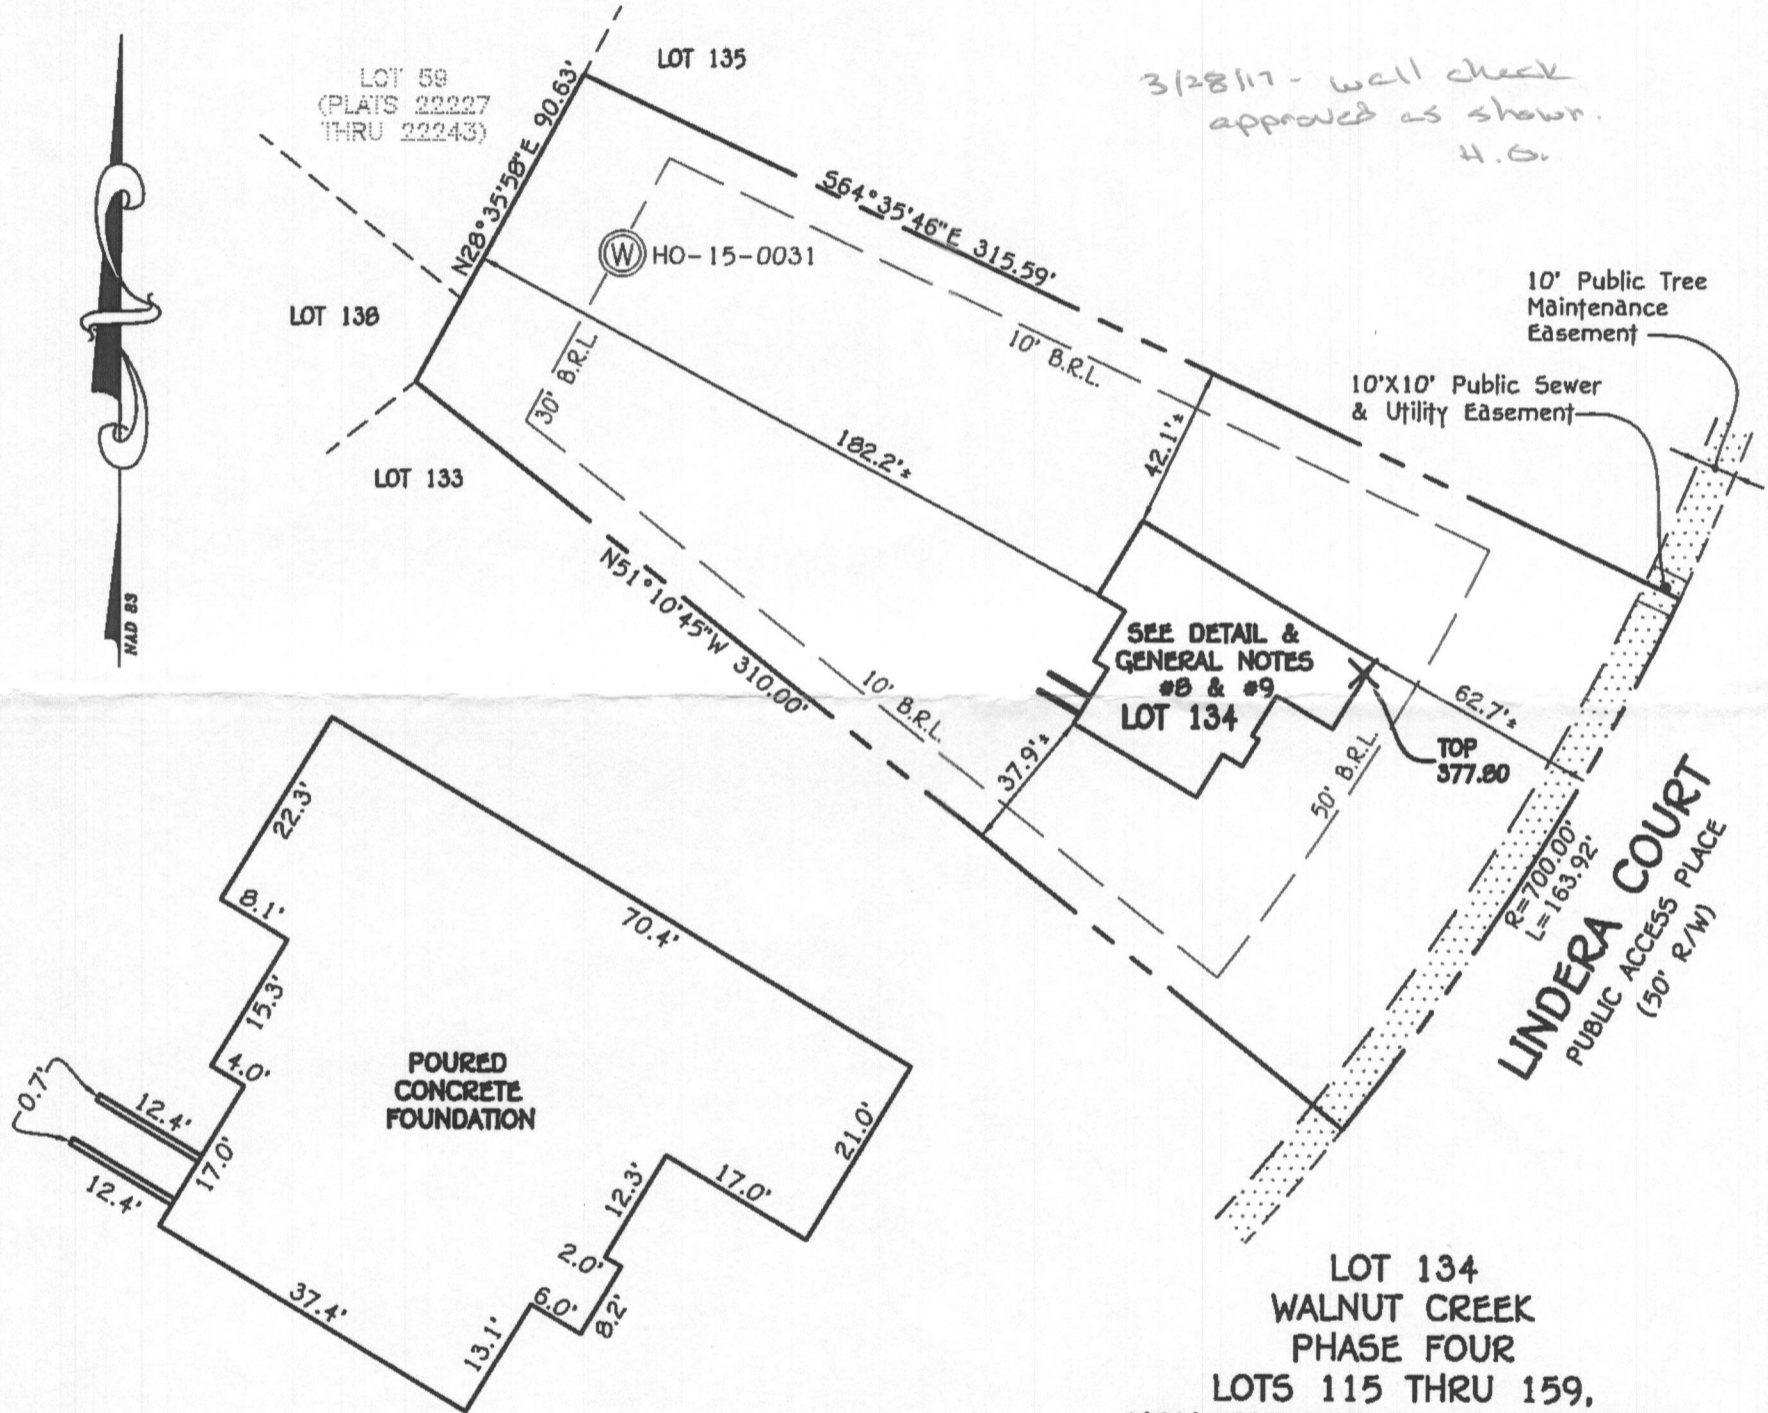 LOT 135
LOT 59
(PLATS 22227
THRU 22243)
N28°35'58"E 90.63'
3/28/17 - wall check
approved as shown.
H.O.
S64°35'46"E 315.59'
W
HO-15-0031
10' Public Tree
Maintenance
Easement
LOT 138
10' B.R.L.
30' B.R.L.
10'X10' Public Sewer
& Utility Easement
182.2'±
42.1'±
LOT 133
NAD 83
N51°10'45"W 310.00'
SEE DETAIL &
GENERAL NOTES
#8 & #9
LOT 134
10' B.R.L.
62.7'±
TOP
377.80
37.9'±
50' B.R.L.
R=700.00'
L=163.92'
LINDERA COURT
PUBLIC ACCESS PLACE
(50' R/W)
22.3'
8.1'
70.4'
15.3'
4.0'
POURED
CONCRETE
FOUNDATION
0.7'
12.4'
12.4'
17.0'
21.0'
17.0'
12.3'
2.0'
6.0'
8.2'
37.4'
13.1'
LOT 134
WALNUT CREEK
PHASE FOUR
LOTS 115 THRU 159,